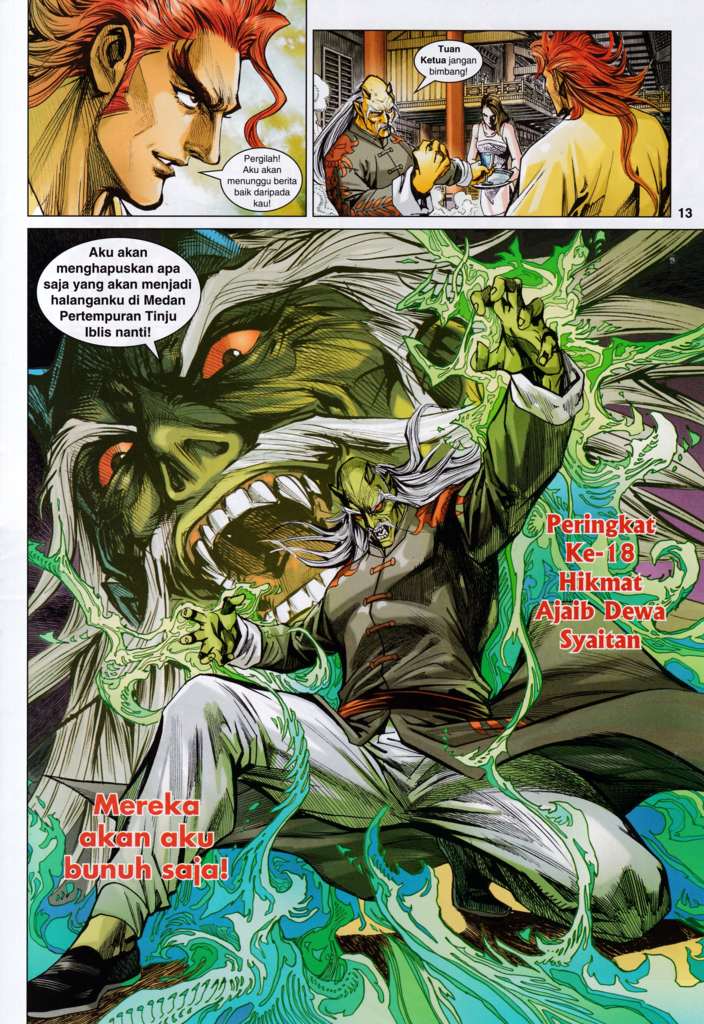 Pergilah!
Aku akan
menunggu berita
baik daripada
kau!
Tuan
Ketua jangan
bimbang!
13
Aku akan
menghapuskan apa
saja yang akan menjadi
halanganku di Medan
Pertempuran Tinju
Iblis nanti!
Peringkat
Ke-18
Hikmat
Ajaib Dewa
Syaitan
Mereka
akan aku
bunuh saja!